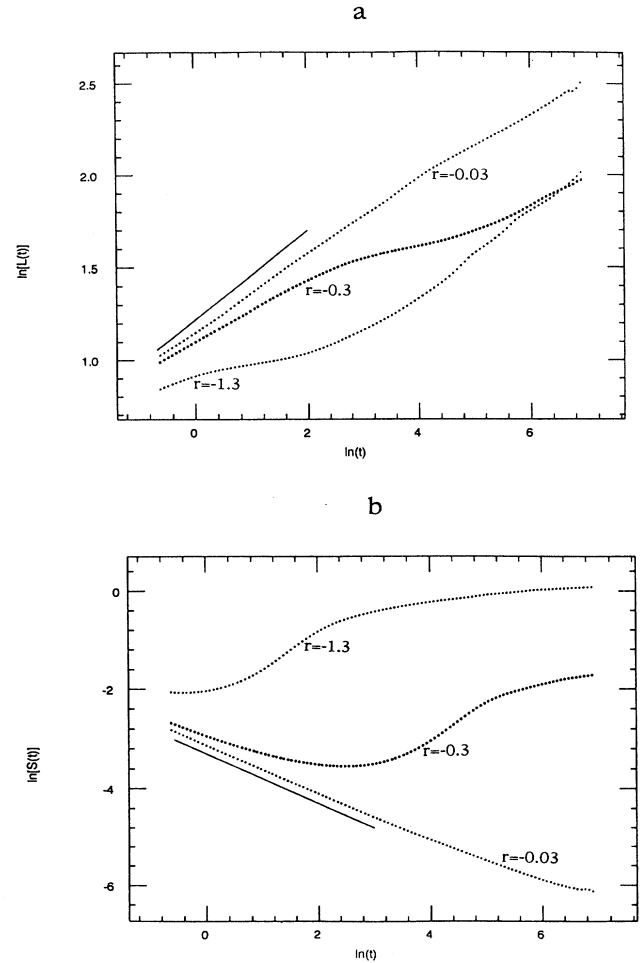 a
2.5
2.0
1.5
1.0
ln[L(t)]
r=-0.03
r=-0.3
r=-1.3
0
2
4
6
ln(t)
b
0
-2
-4
-6
ln[S(t)]
r=-1.3
r=-0.3
r=-0.03
0
2
4
6
ln(t)